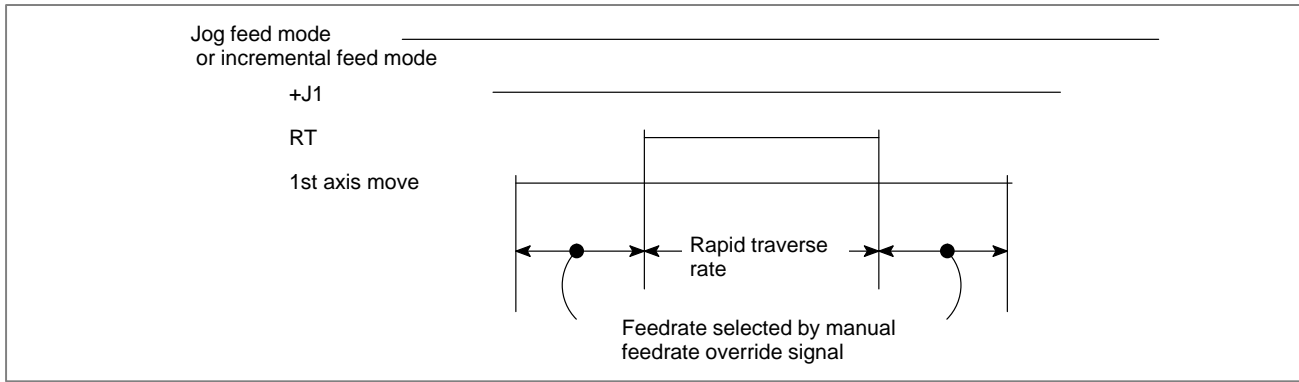 Jog feed mode
or incremental feed mode
+J1
RT
1st axis move
Rapid traverse
rate
Feedrate selected by manual
feedrate override signal